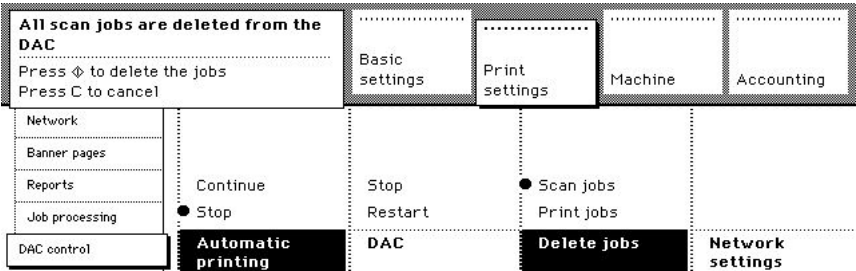 All scan jobs are deleted from the
DAC
Press ⟐ to delete the jobs
Press C to cancel
Basic
settings
Print
settings
Machine
Accounting
Network
Banner pages
Reports
Job processing
DAC control
Continue
Stop
Automatic
printing
Stop
Restart
DAC
Scan jobs
Print jobs
Delete jobs
Network
settings